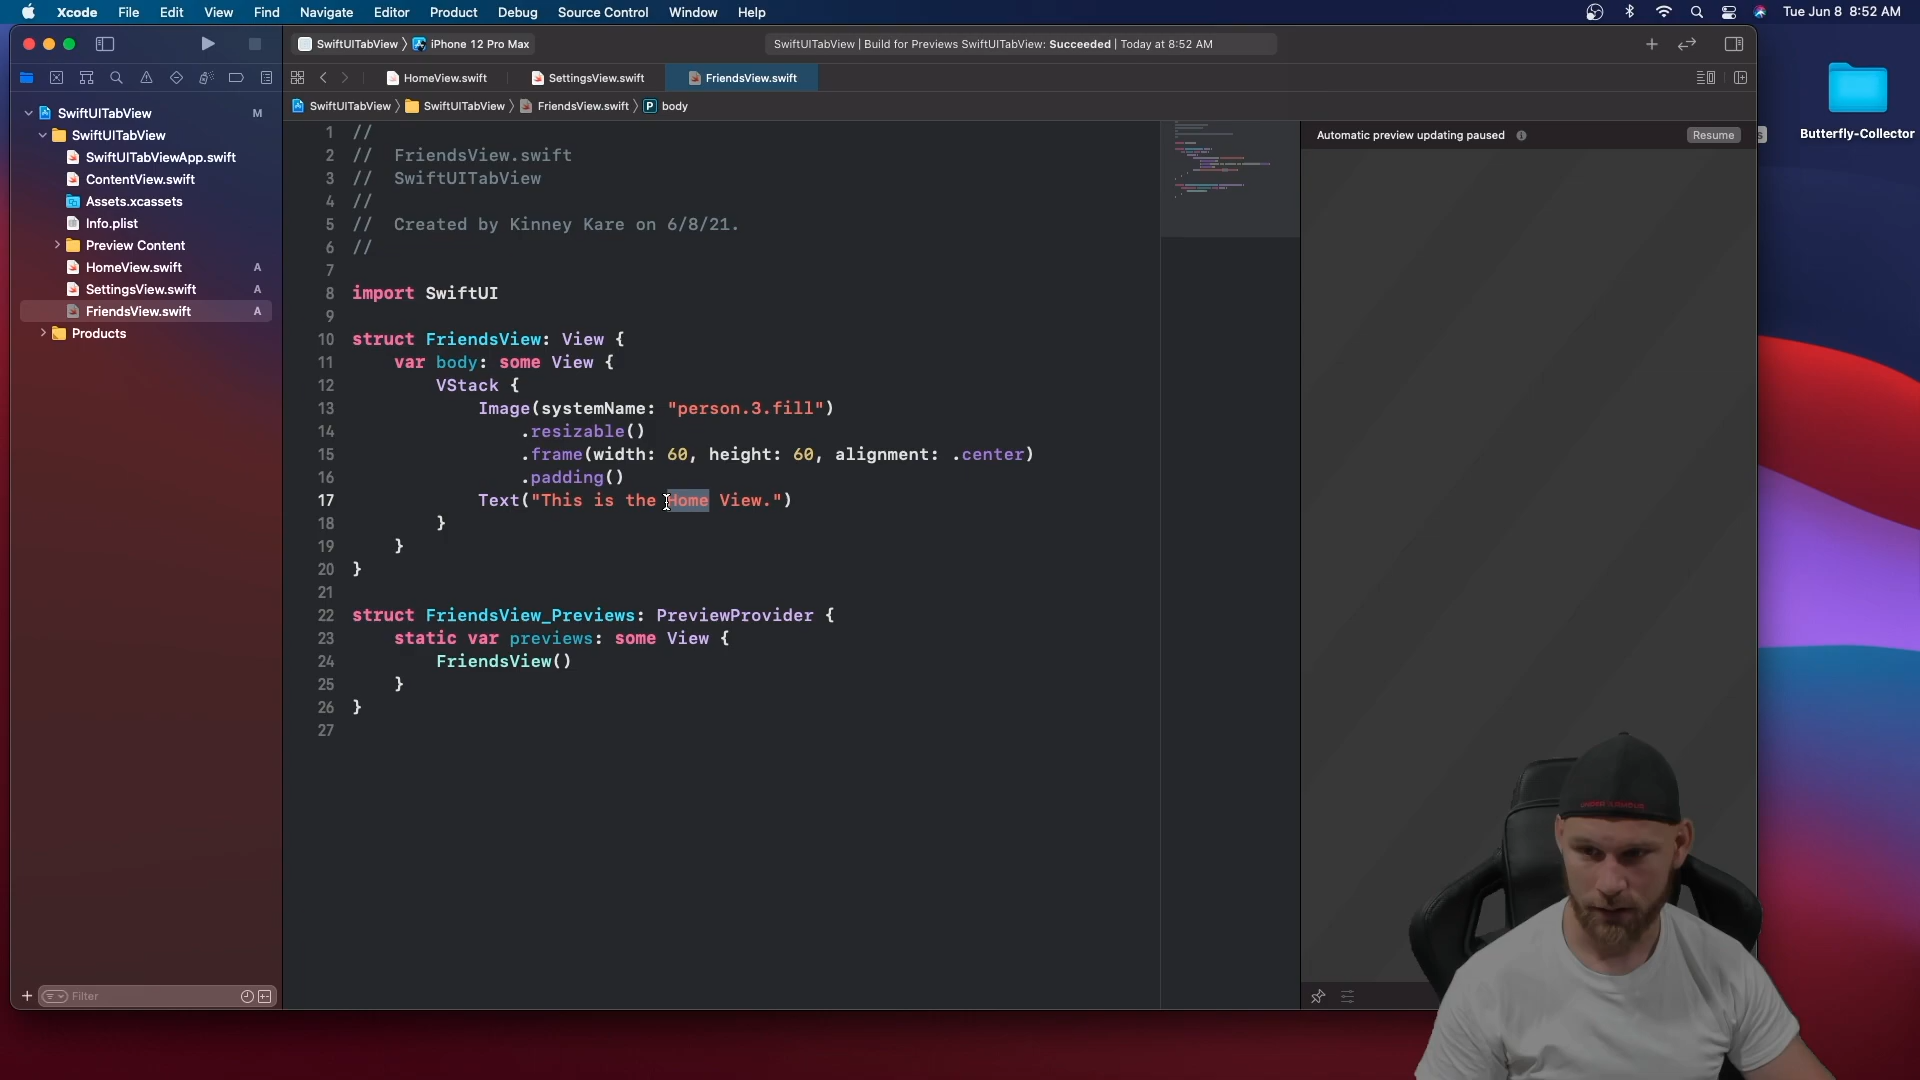 Xcode File Edit View Find Navigate Editor Product Debug Source Control Window Help Tue Jun 8 8:52 AM
SwiftUITabView iPhone 12 Pro Max SwiftUITabView | Build for Previews SwiftUITabView: Succeeded | Today at 8:52 AM
HomeView.swift SettingsView.swift FriendsView.swift
SwiftUITabView SwiftUITabView FriendsView.swift P body
SwiftUITabView M
SwiftUITabView
SwiftUITabViewApp.swift
ContentView.swift
Assets.xcassets
Info.plist
Preview Content
HomeView.swift A
SettingsView.swift A
FriendsView.swift A
Products
Filter
1 //
2 //  FriendsView.swift
3 //  SwiftUITabView
4 //
5 //  Created by Kinney Kare on 6/8/21.
6 //
7
8 import SwiftUI
9
10 struct FriendsView: View {
11     var body: some View {
12         VStack {
13             Image(systemName: "person.3.fill")
14                 .resizable()
15                 .frame(width: 60, height: 60, alignment: .center)
16                 .padding()
17             Text("This is the Home View.")
18         }
19     }
20 }
21
22 struct FriendsView_Previews: PreviewProvider {
23     static var previews: some View {
24         FriendsView()
25     }
26 }
27
Automatic preview updating paused Resume
Butterfly-Collector